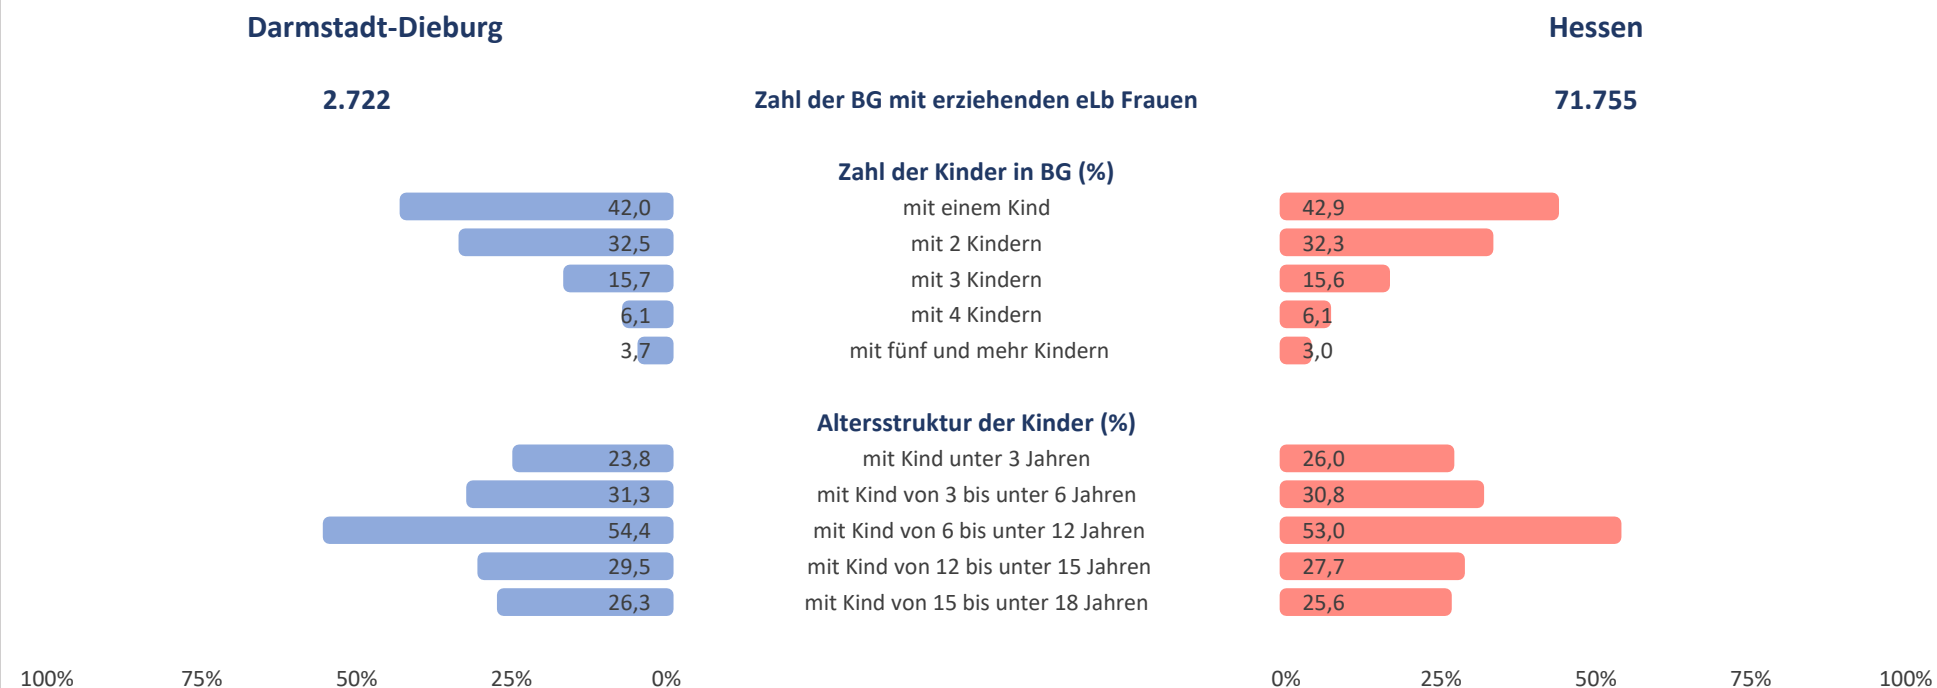 Darmstadt-Dieburg Hessen
2.722 Zahl der BG mit erziehenden eLb Frauen 71.755
Zahl der Kinder in BG (%)
42,0 mit einem Kind 42,9
32,5 mit 2 Kindern 32,3
15,7 mit 3 Kindern 15,6
6,1 mit 4 Kindern 6,1
3,7 mit fünf und mehr Kindern 3,0
Altersstruktur der Kinder (%)
23,8 mit Kind unter 3 Jahren 26,0
31,3 mit Kind von 3 bis unter 6 Jahren 30,8
54,4 mit Kind von 6 bis unter 12 Jahren 53,0
29,5 mit Kind von 12 bis unter 15 Jahren 27,7
26,3 mit Kind von 15 bis unter 18 Jahren 25,6
100% 75% 50% 25% 0% 0% 25% 50% 75% 100%